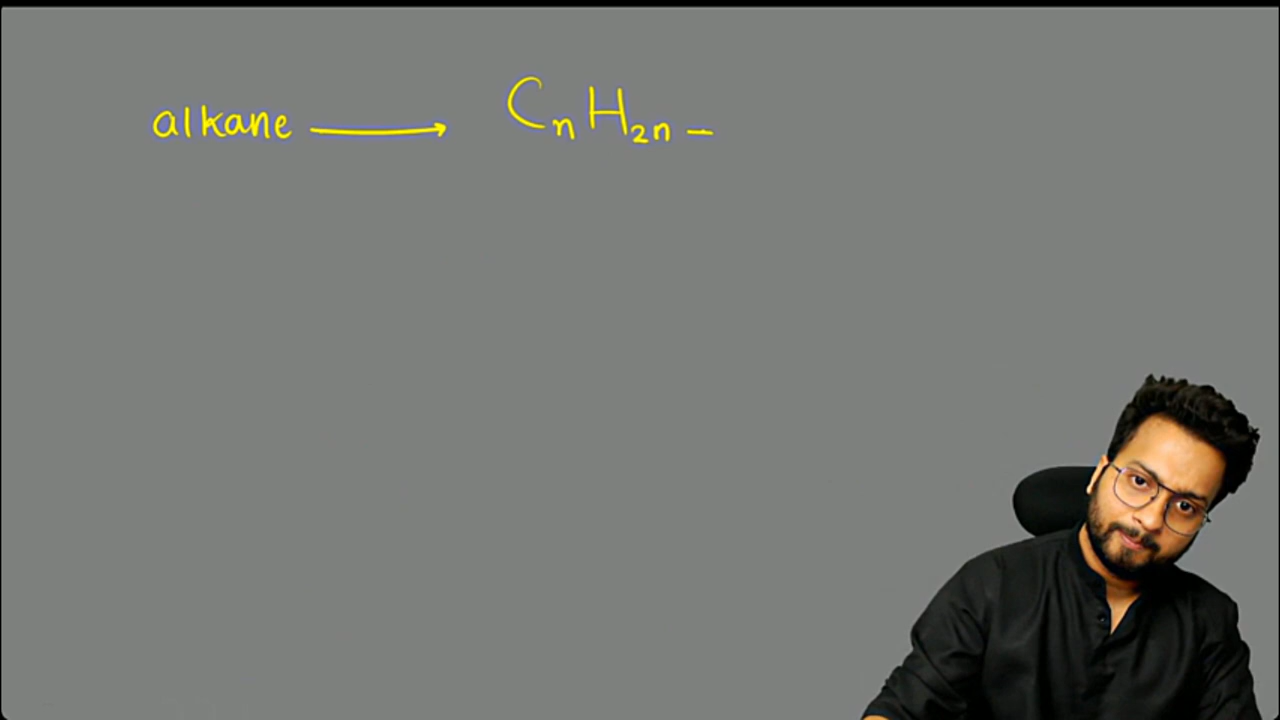 alkane ⟶ CₙH₂ₙ –